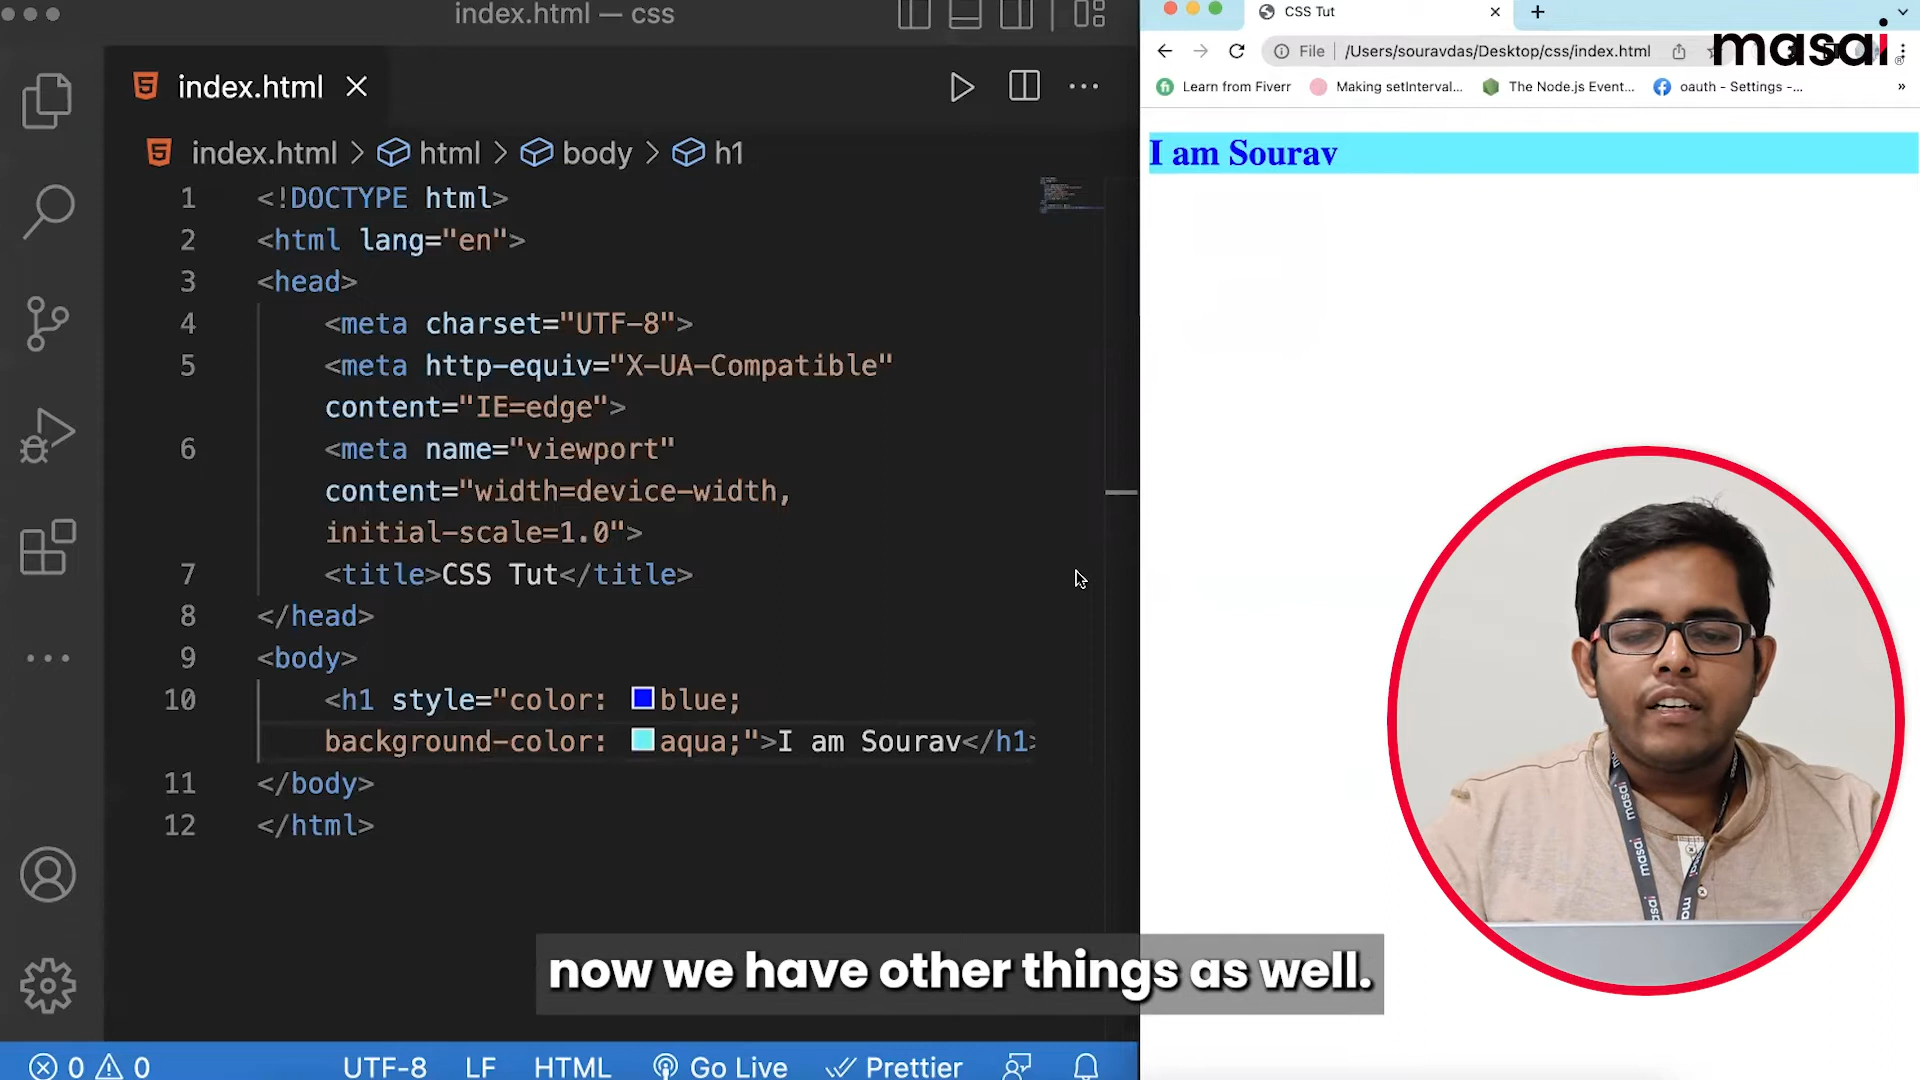 index.html — css
CSS Tut
File
/Users/souravdas/Desktop/css/index.html
masai
Learn from Fiverr
Making setInterval...
The Node.js Event...
oauth - Settings -...
»
index.html
index.html > html > body > h1
I am Sourav
1 <!DOCTYPE html>
2 <html lang="en">
3 <head>
4 <meta charset="UTF-8">
5 <meta http-equiv="X-UA-Compatible"
content="IE=edge">
6 <meta name="viewport"
content="width=device-width,
initial-scale=1.0">
7 <title>CSS Tut</title>
8 </head>
9 <body>
10 <h1 style="color: blue;
background-color: aqua;">I am Sourav</h1>
11 </body>
12 </html>
masai
masai
masai
now we have other things as well.
0 0 UTF-8 LF HTML Go Live Prettier